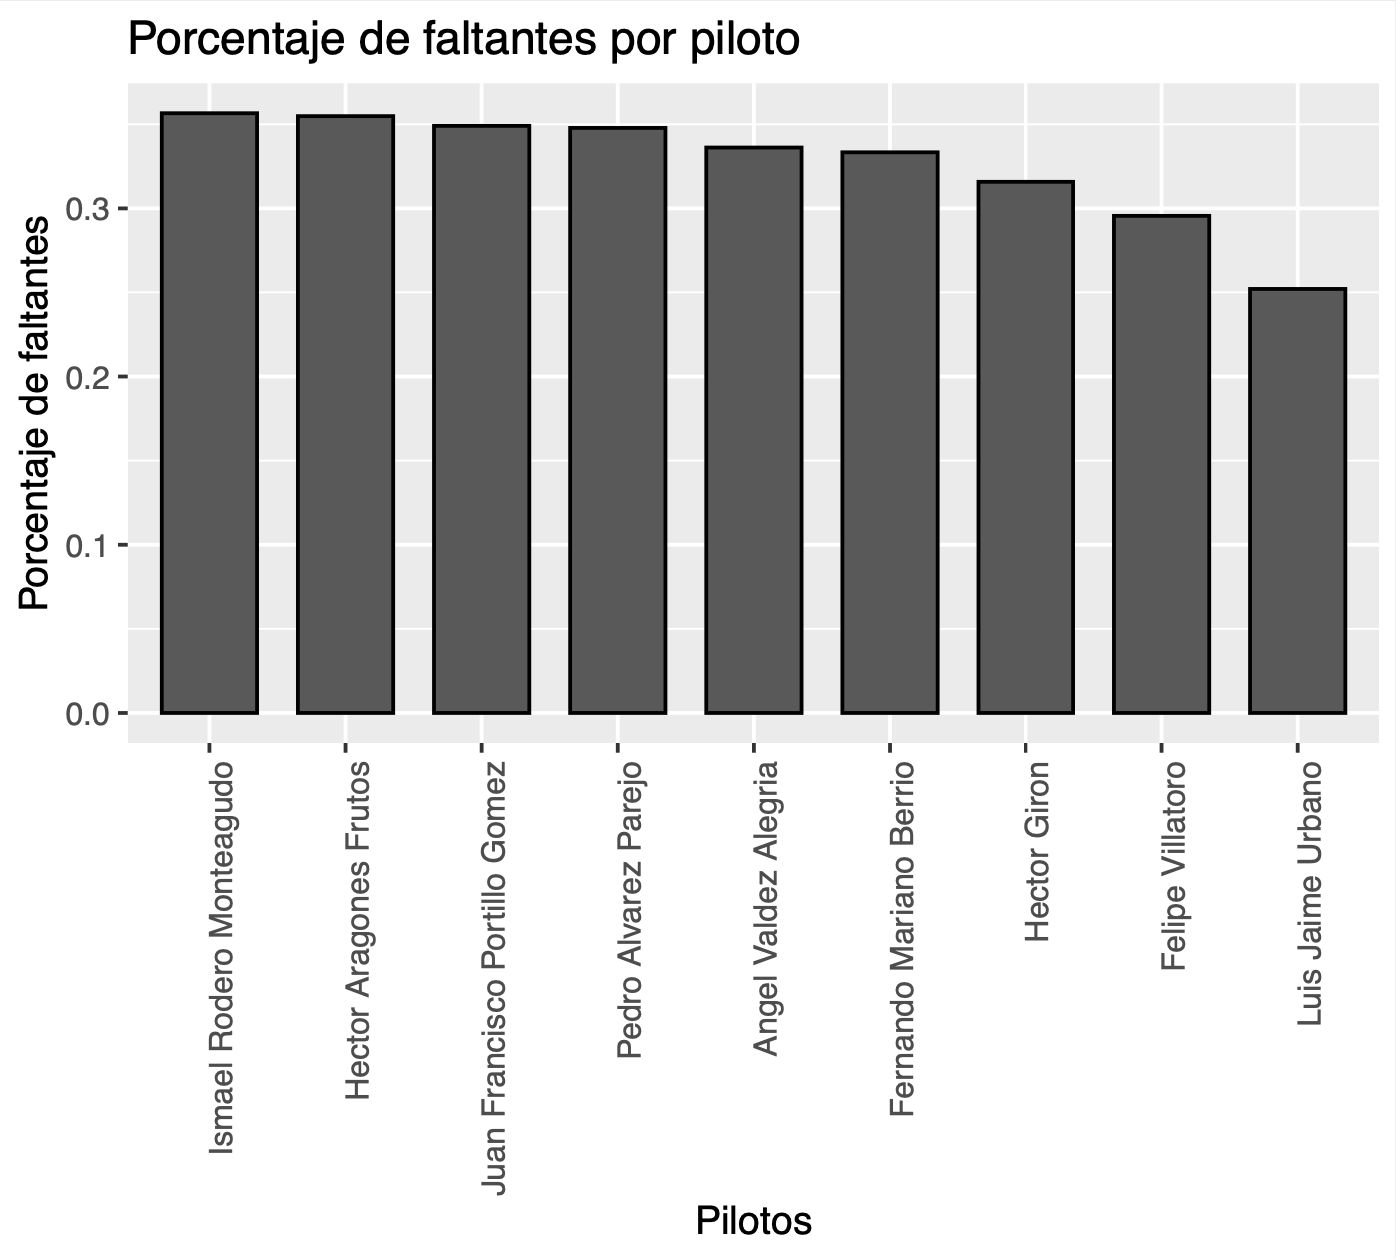 Porcentaje de faltantes por piloto
Porcentaje de faltantes
0.3
0.2
0.1
0.0
Ismael Rodero Monteagudo
Hector Aragones Frutos
Juan Francisco Portillo Gomez
Pedro Alvarez Parejo
Angel Valdez Alegria
Fernando Mariano Berrio
Hector Giron
Felipe Villatoro
Luis Jaime Urbano
Pilotos